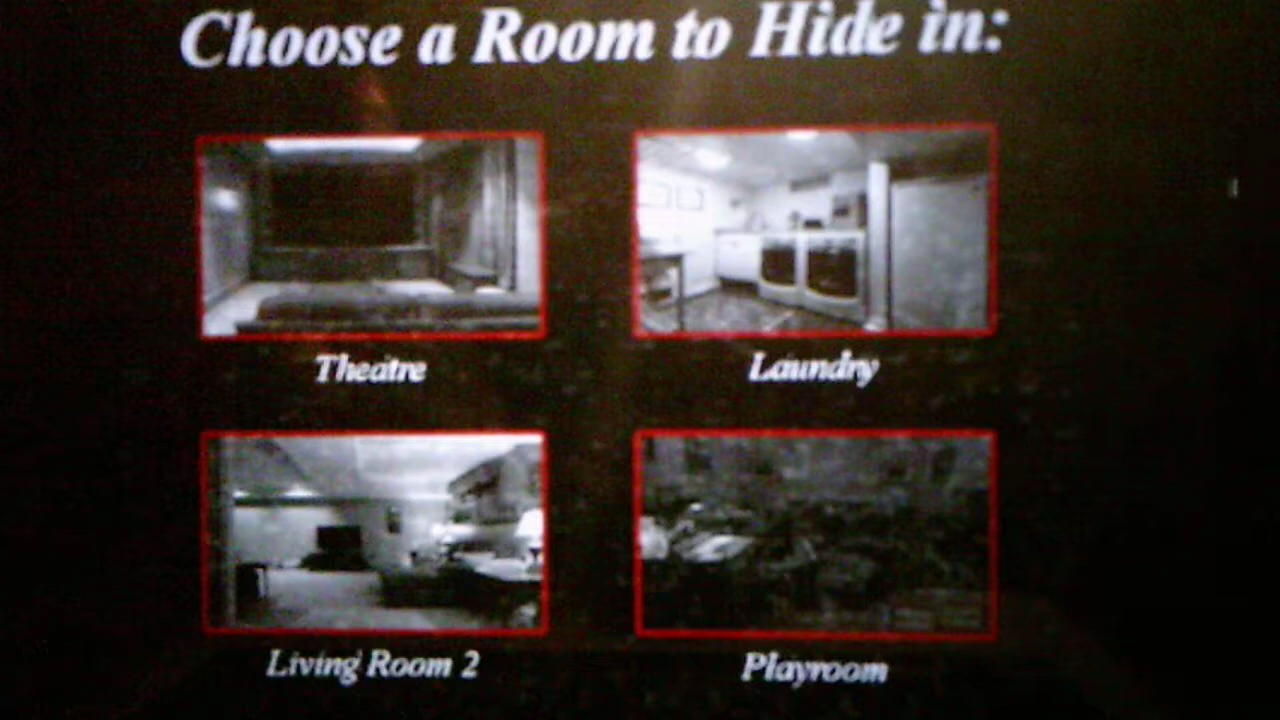 Choose a Room to Hide in:
Theatre
Laundry
Living Room 2
Playroom